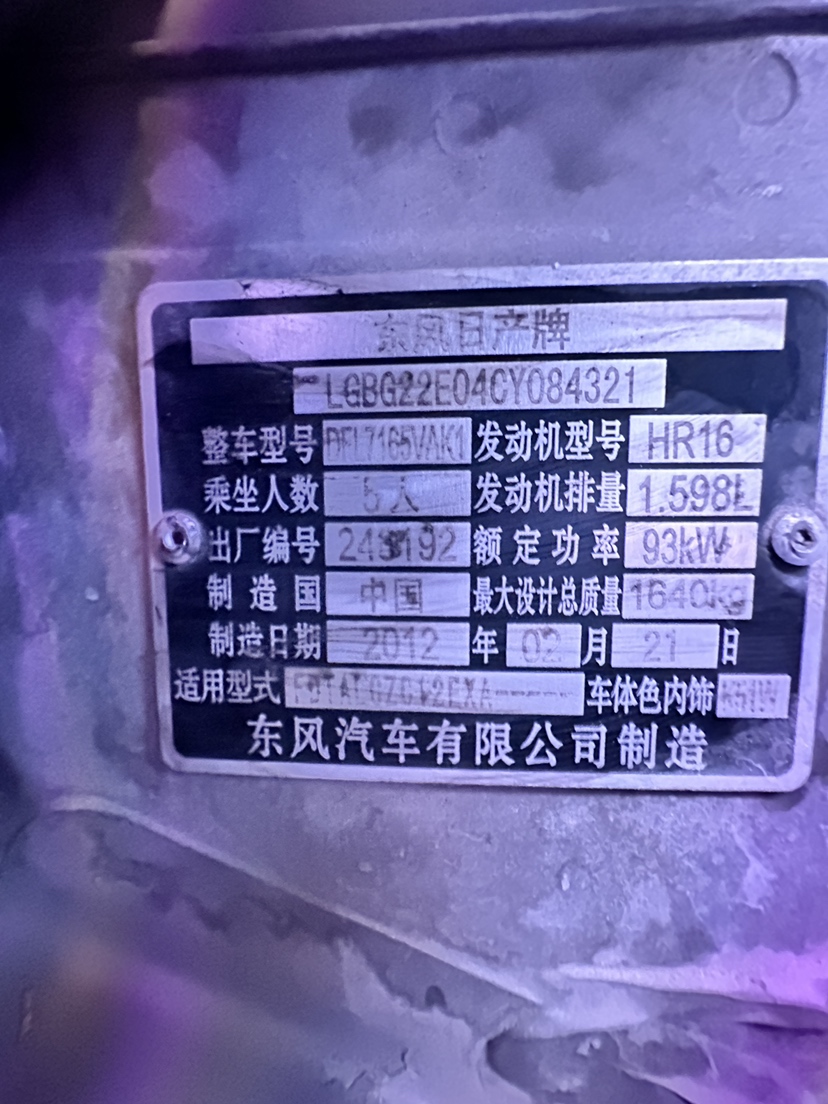 东风日产牌
LGBG22E04CY084321
整车型号 DFL7165VAK1 发动机型号 HR16
乘坐人数 5人 发动机排量 1.598L
出厂编号 额定功率 93kW
制造国 中国 最大设计总质量 1640kg
制造日期 2012 年 02 月 21 日
适用型式 车体色内饰
东风汽车有限公司制造